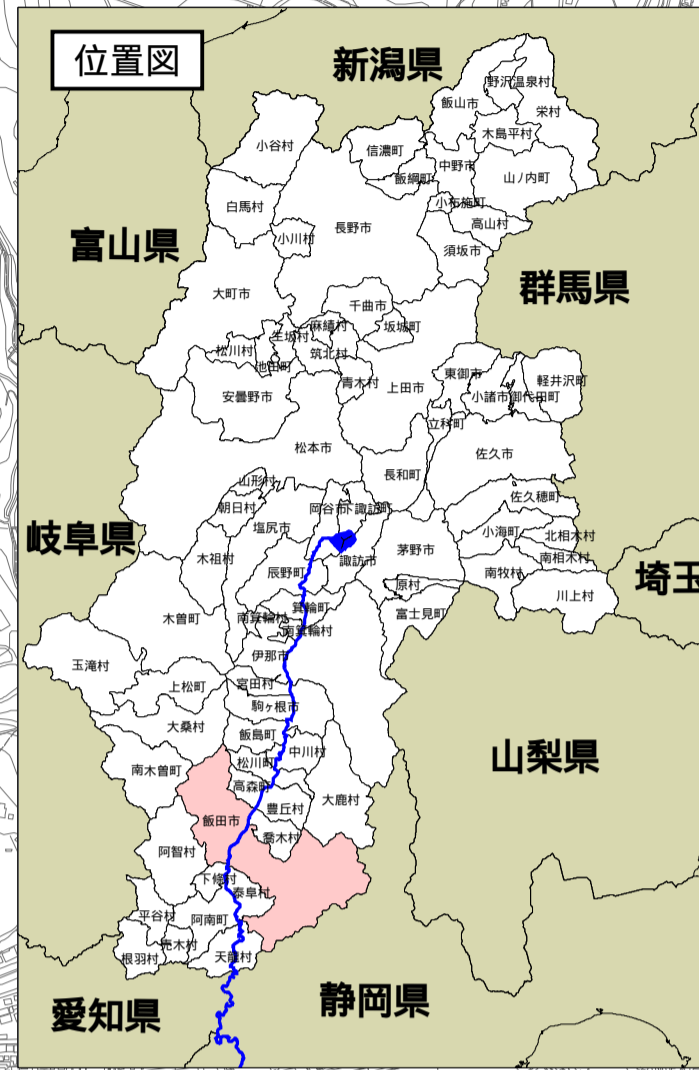 位置図
新潟県
野沢温泉村
飯山市
栄村
木島平村
小谷村
信濃町
中野市
飯綱町
山ノ内町
白馬村
小布施町
高山村
長野市
小川村
富山県
須坂市
群馬県
大町市
千曲市
麻績村
坂城町
生坂村
松川村
筑北村
池田町
青木村
東御市
軽井沢町
上田市
小諸市
御代田町
安曇野市
立科町
松本市
佐久市
長和町
山形村
佐久穂町
朝日村
岡谷市
下諏訪町
塩尻市
小海町
北相木村
岐阜県
茅野市
木祖村
諏訪市
南相木村
辰野町
南牧村
埼玉
原村
川上村
箕輪町
富士見町
木曽町
南箕輪村
南箕輪村
伊那市
玉滝村
上松町
宮田村
駒ヶ根市
大桑村
飯島町
中川村
山梨県
松川町
南木曽町
高森町
大鹿村
豊丘村
飯田市
喬木村
阿智村
下條村
泰阜村
平谷村
阿南町
売木村
根羽村
天龍村
静岡県
愛知県